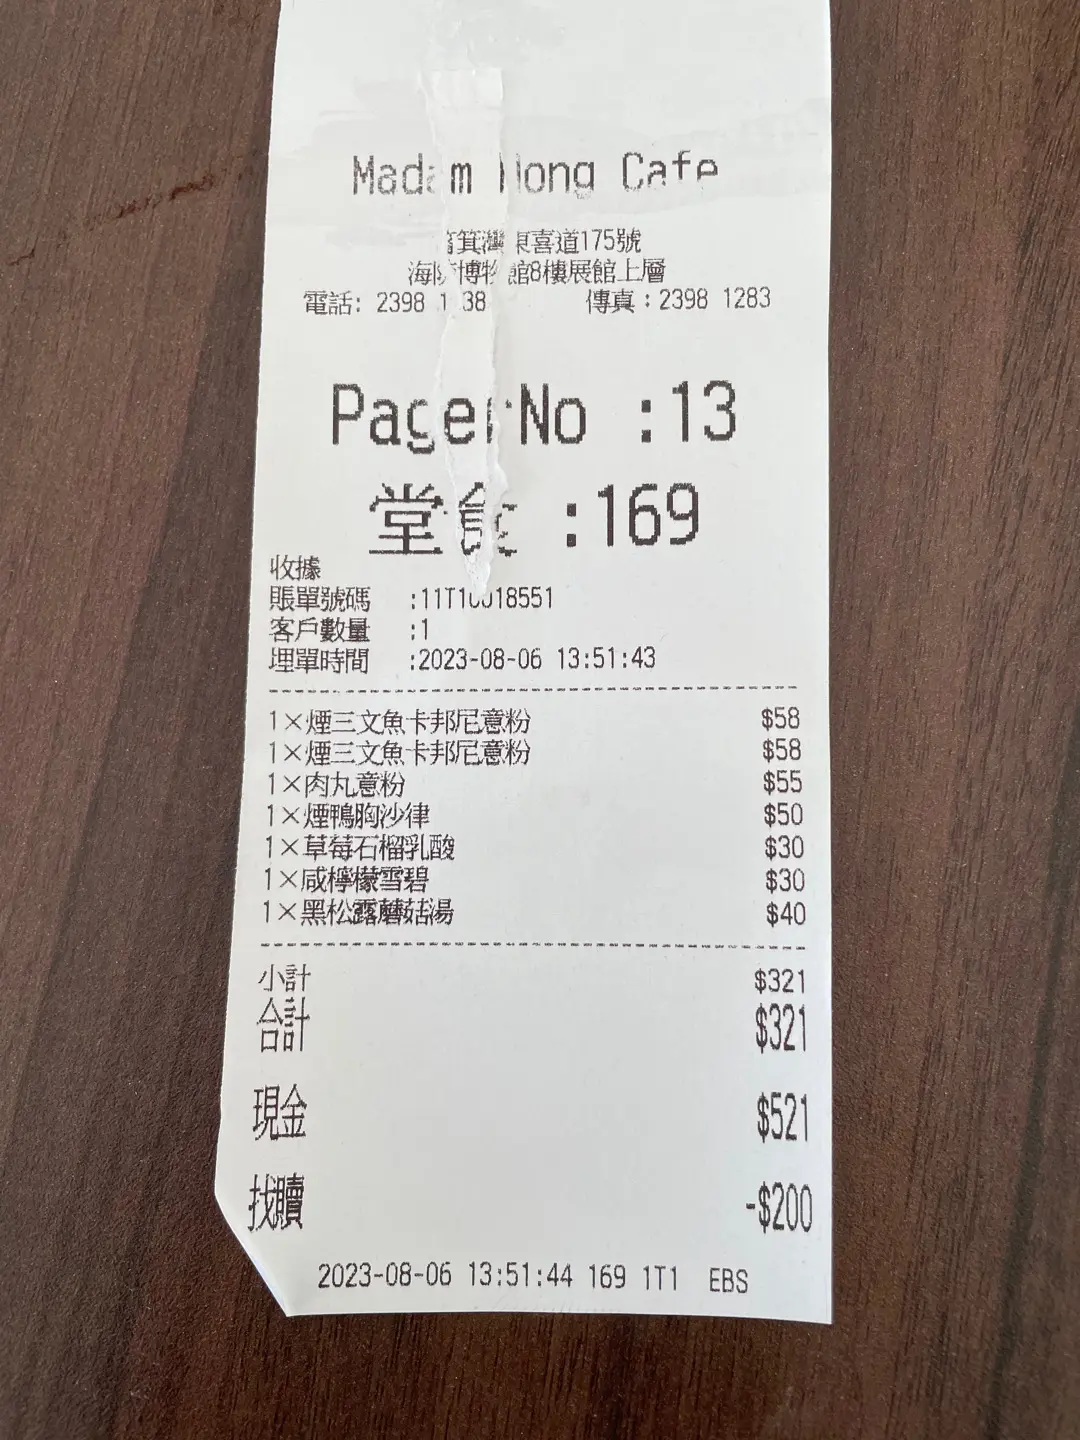 Cafe
東喜道175號
館8樓展館上層
電話: 2398 傳真:2398 1283
Pager No :13
堂食 :169
收據
賬單號碼 :11T10018551
客戶數量 :1
埋單時間 :2023-08-06 13:51:43
1×煙三文魚卡邦尼意粉 $58
1×煙三文魚卡邦尼意粉 $58
1×肉丸意粉 $55
1×煙鴨胸沙律 $50
1×草莓石榴乳酸 $30
1×咸檸檬雪碧 $30
1×黑松露蘑菇湯 $40
小計 $321
合計 $321
現金 $521
找贖 -$200
2023-08-06 13:51:44 169 1T1 EBS